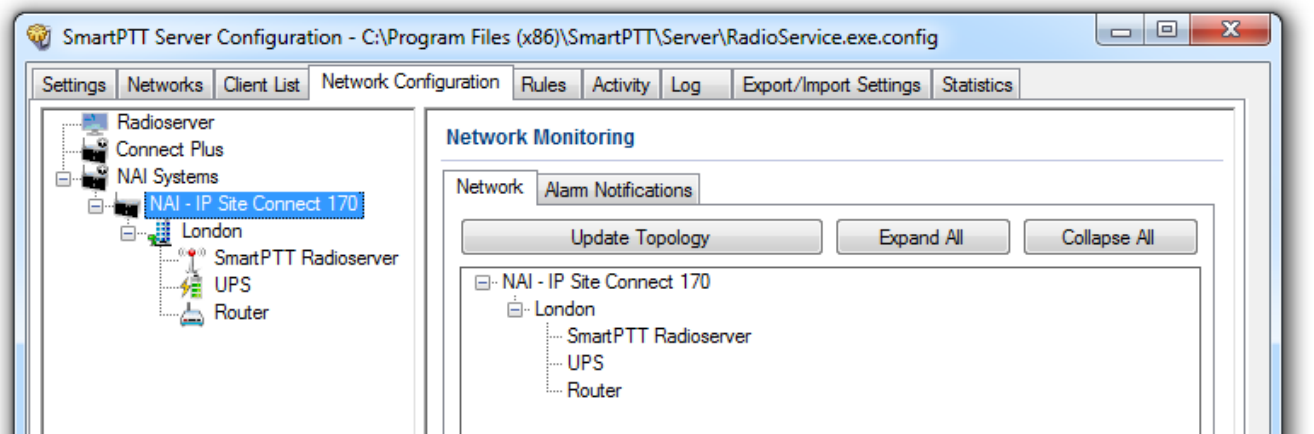 SmartPTT Server Configuration - C:\Program Files (x86)\SmartPTT\Server\RadioService.exe.config
Settings Networks Client List Network Configuration Rules Activity Log Export/Import Settings Statistics
Radioserver
Connect Plus
NAI Systems
NAI - IP Site Connect 170
London
SmartPTT Radioserver
UPS
Router
Network Monitoring
Network Alarm Notifications
Update Topology Expand All Collapse All
NAI - IP Site Connect 170
London
SmartPTT Radioserver
UPS
Router